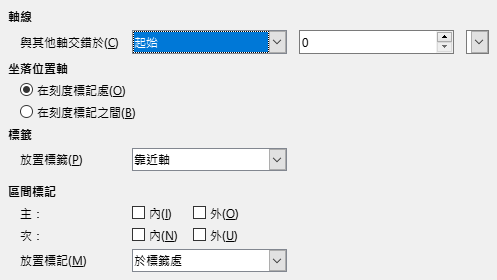 軸線
與其他軸交錯於(C) 起始 0
坐落位置軸
在刻度標記處(O)
在刻度標記之間(B)
標籤
放置標籤(P) 靠近軸
區間標記
主： 內(I) 外(O)
次： 內(N) 外(U)
放置標記(M) 於標籤處